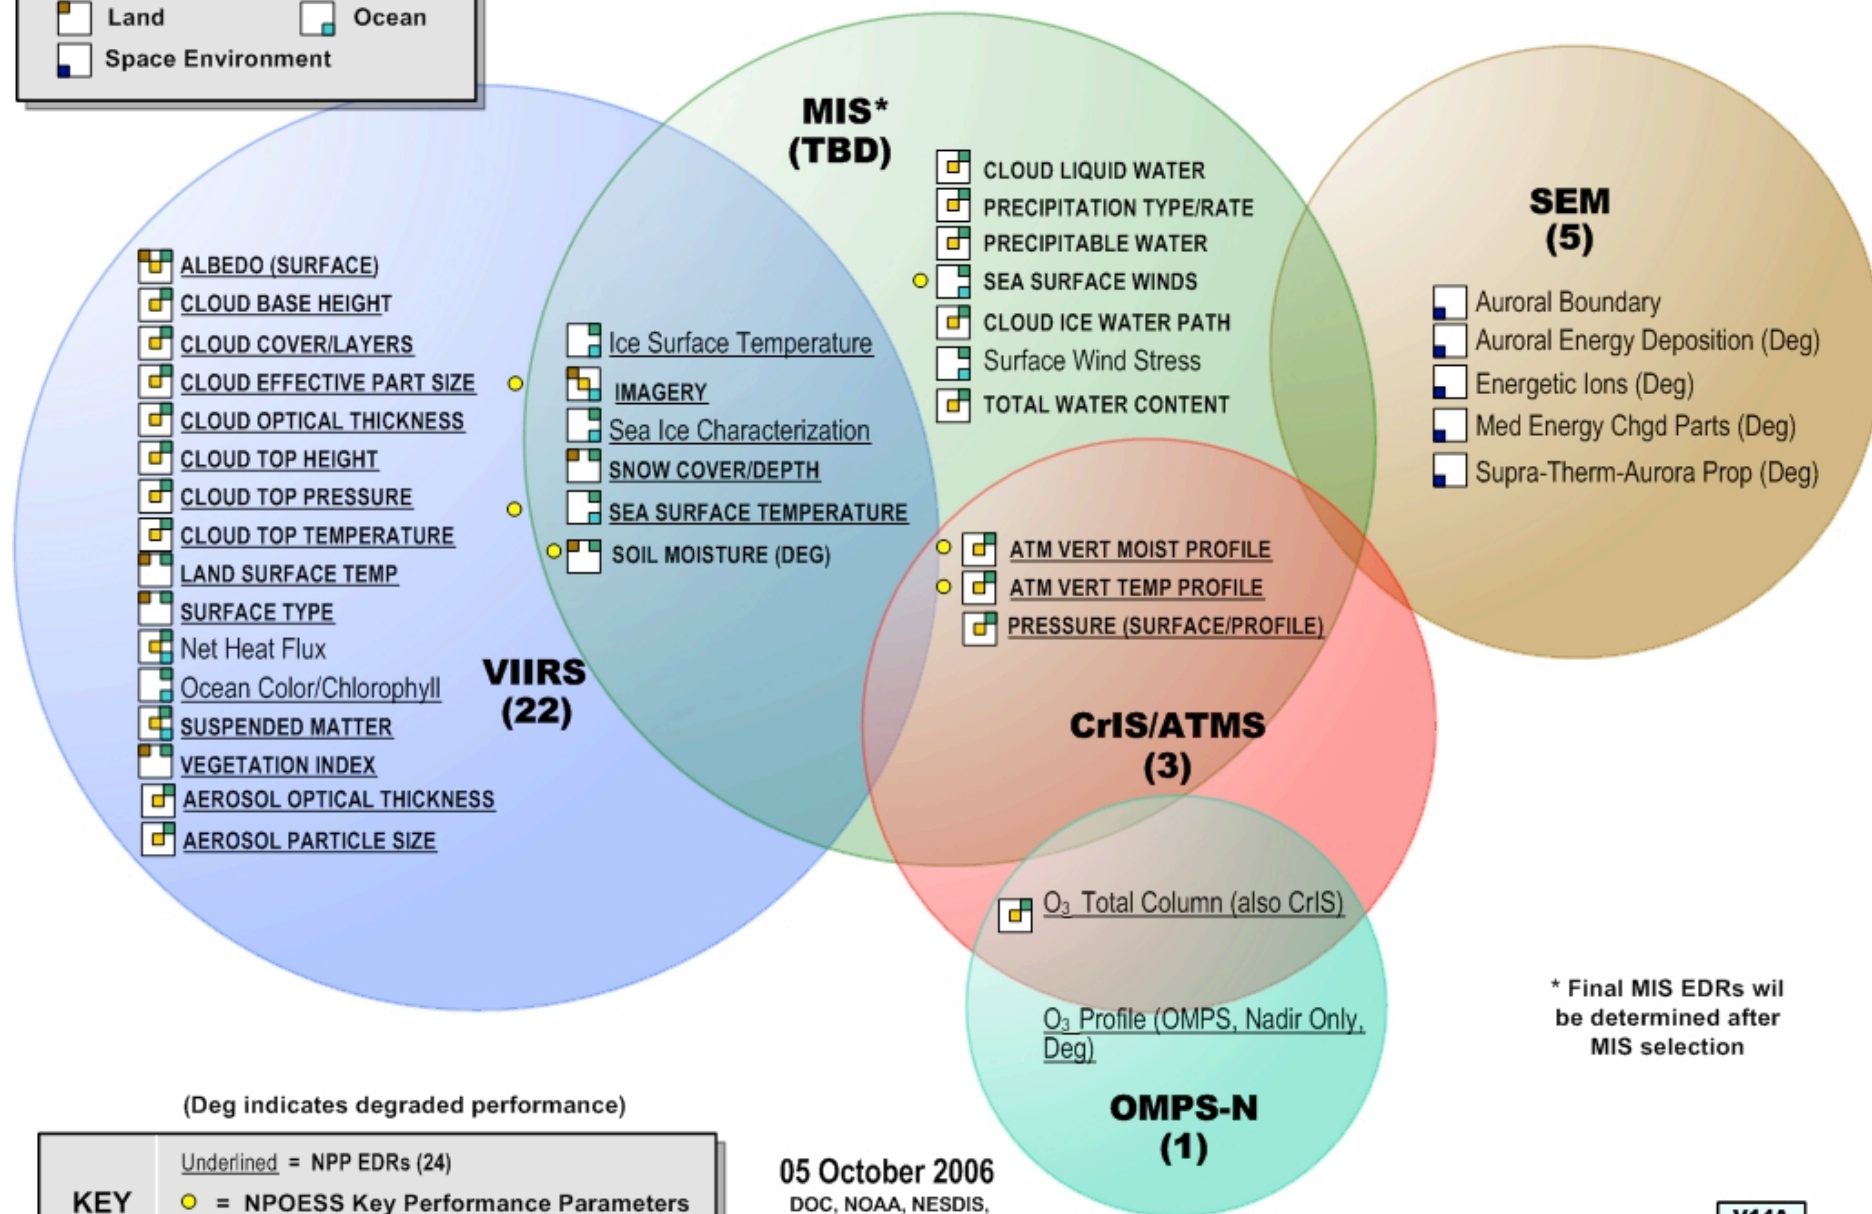 Land
Ocean
Space Environment
MIS*
(TBD)
CLOUD LIQUID WATER
PRECIPITATION TYPE/RATE
PRECIPITABLE WATER
SEA SURFACE WINDS
CLOUD ICE WATER PATH
Surface Wind Stress
TOTAL WATER CONTENT
SEM
(5)
Auroral Boundary
Auroral Energy Deposition (Deg)
Energetic Ions (Deg)
Med Energy Chgd Parts (Deg)
Supra-Therm-Aurora Prop (Deg)
ALBEDO (SURFACE)
CLOUD BASE HEIGHT
CLOUD COVER/LAYERS
CLOUD EFFECTIVE PART SIZE
CLOUD OPTICAL THICKNESS
CLOUD TOP HEIGHT
CLOUD TOP PRESSURE
CLOUD TOP TEMPERATURE
LAND SURFACE TEMP
SURFACE TYPE
Net Heat Flux
Ocean Color/Chlorophyll
SUSPENDED MATTER
VEGETATION INDEX
AEROSOL OPTICAL THICKNESS
AEROSOL PARTICLE SIZE
VIIRS
(22)
Ice Surface Temperature
IMAGERY
Sea Ice Characterization
SNOW COVER/DEPTH
SEA SURFACE TEMPERATURE
SOIL MOISTURE (DEG)
ATM VERT MOIST PROFILE
ATM VERT TEMP PROFILE
PRESSURE (SURFACE/PROFILE)
CrIS/ATMS
(3)
O3 Total Column (also CrIS)
O3 Profile (OMPS, Nadir Only,
Deg)
OMPS-N
(1)
* Final MIS EDRs wil
be determined after
MIS selection
(Deg indicates degraded performance)
KEY
Underlined = NPP EDRs (24)
= NPOESS Key Performance Parameters
05 October 2006
DOC, NOAA, NESDIS,
V14A